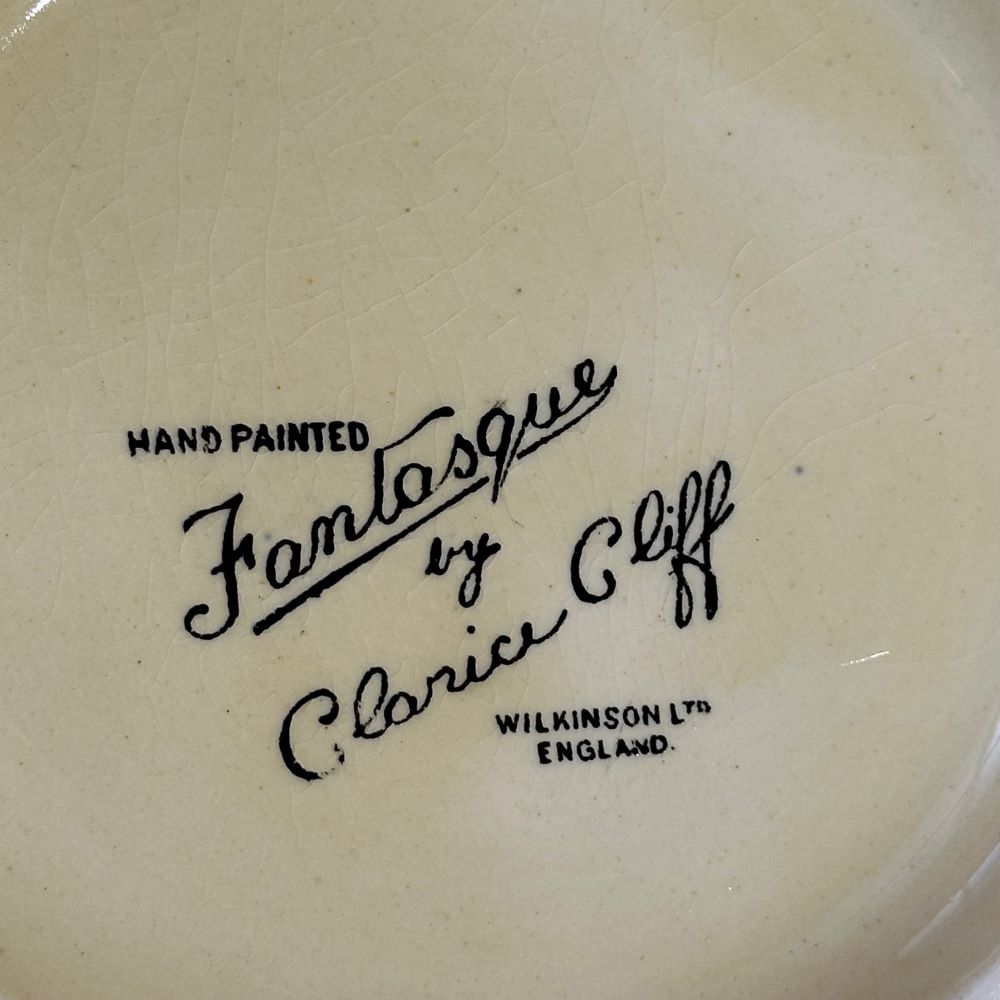 HAND PAINTED
Fantasque
by
Clarice Cliff
WILKINSON LTD
ENGLAND.